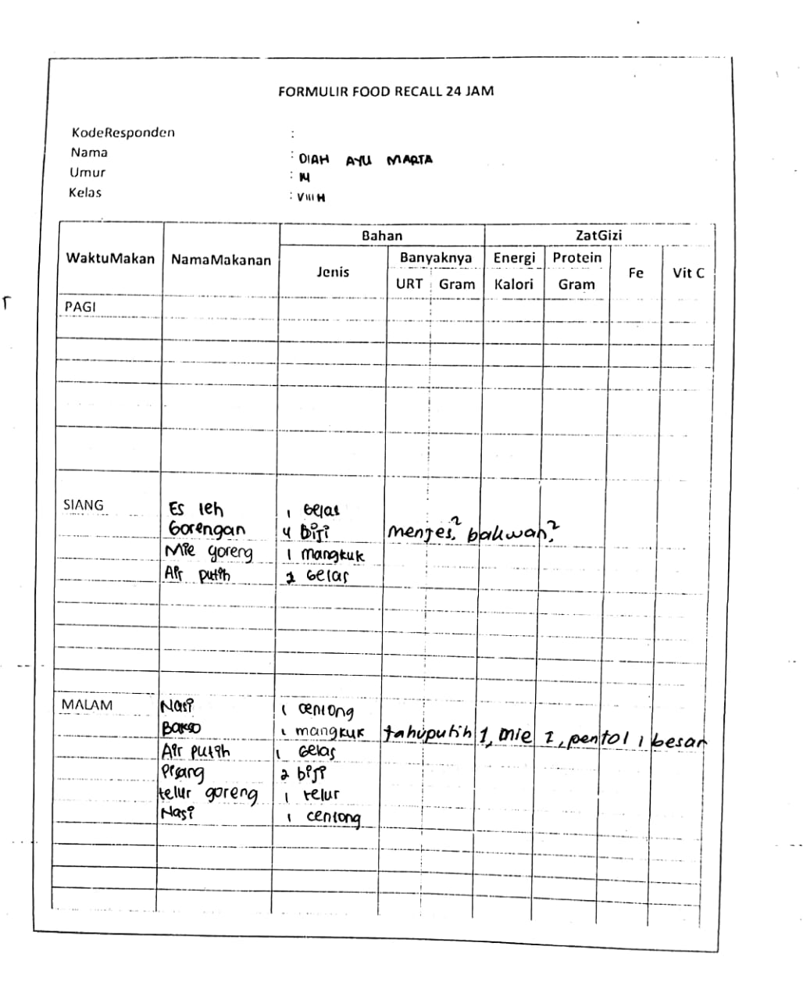 FORMULIR FOOD RECALL 24 JAM
KodeResponden :
Nama : DIAH AYU MARTA
Umur : 14
Kelas : VIII H
Bahan ZatGizi
WaktuMakan NamaMakanan Jenis Banyaknya Energi Protein Fe Vit C
URT Gram Kalori Gram
PAGI
SIANG Es teh 1 Gelas
Gorengan 4 Biji menjes? bakwan?
Mie goreng 1 mangkuk
Air putih 2 Gelas
MALAM Nasi 1 centong
Bakso 1 mangkuk tahuputih 1, mie 1, pentol 1 besar
Air putih 1 Gelas
Pisang 2 biji
telur goreng 1 telur
Nasi 1 centong